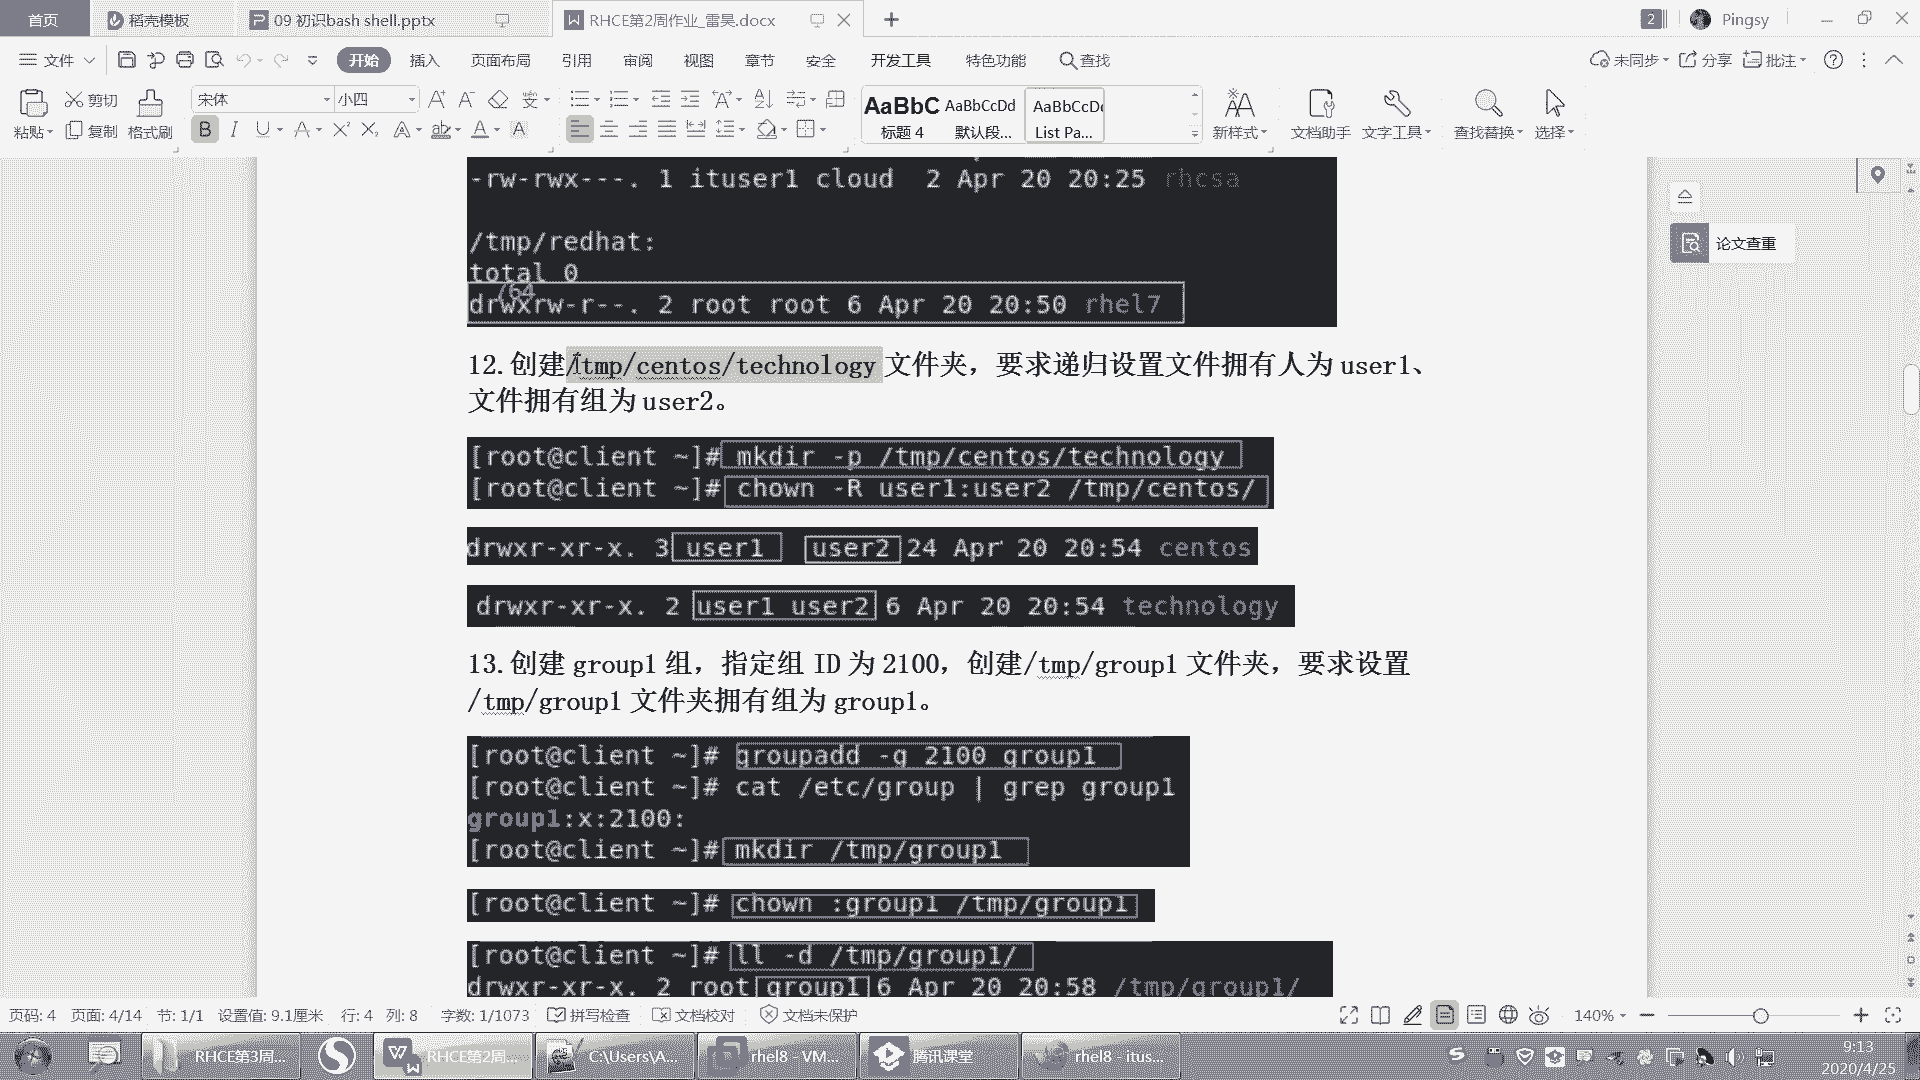 首页
稻壳模板
09 初识bash shell.pptx
RHCE第2周作业_雷昊.docx
2
Pingsy
文件
开始
插入
页面布局
引用
审阅
视图
章节
安全
开发工具
特色功能
查找
未同步
分享
批注
粘贴
剪切
复制
格式刷
宋体
小四
AaBbC
标题 4
AaBbCcDd
默认段...
AaBbCcD
List Pa...
新样式
文档助手
文字工具
查找替换
选择
-rw-rwx---. 1 ituser1 cloud 2 Apr 20 20:25 rhcsa
/tmp/redhat:
total 0
(64
drwxrw-r--. 2 root root 6 Apr 20 20:50 rhel7
12.创建/tmp/centos/technology 文件夹，要求递归设置文件拥有人为 user1、
文件拥有组为 user2。
[root@client ~]# mkdir -p /tmp/centos/technology
[root@client ~]# chown -R user1:user2 /tmp/centos/
drwxr-xr-x. 3 user1 user2 24 Apr 20 20:54 centos
drwxr-xr-x. 2 user1 user2 6 Apr 20 20:54 technology
13.创建 group1 组，指定组 ID 为 2100，创建/tmp/group1 文件夹，要求设置
/tmp/group1 文件夹拥有组为 group1。
[root@client ~]# groupadd -g 2100 group1
[root@client ~]# cat /etc/group | grep group1
group1:x:2100:
[root@client ~]# mkdir /tmp/group1
[root@client ~]# chown :group1 /tmp/group1
[root@client ~]# ll -d /tmp/group1/
drwxr-xr-x. 2 root group1 6 Apr 20 20:58 /tmp/group1/
论文查重
页码: 4 页面: 4/14 节: 1/1 设置值: 9.1厘米 行: 4 列: 8 字数: 1/1073 拼写检查 文档校对 文档未保护
140%
RHCE第3周...
RHCE第2周...
C:\Users\A...
rhel8 - VM...
腾讯课堂
rhel8 - itus...
9:13
2020/4/25